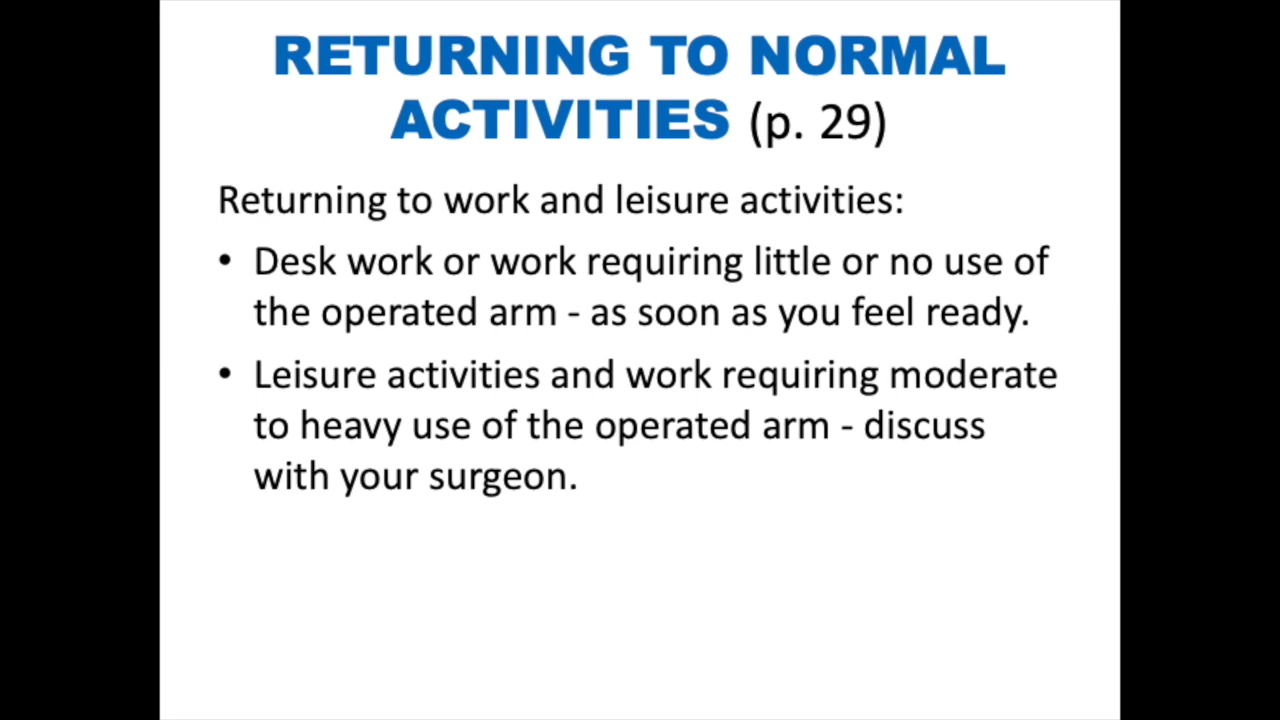 RETURNING TO NORMAL
ACTIVITIES (p. 29)
Returning to work and leisure activities:
• Desk work or work requiring little or no use of
the operated arm - as soon as you feel ready.
• Leisure activities and work requiring moderate
to heavy use of the operated arm - discuss
with your surgeon.